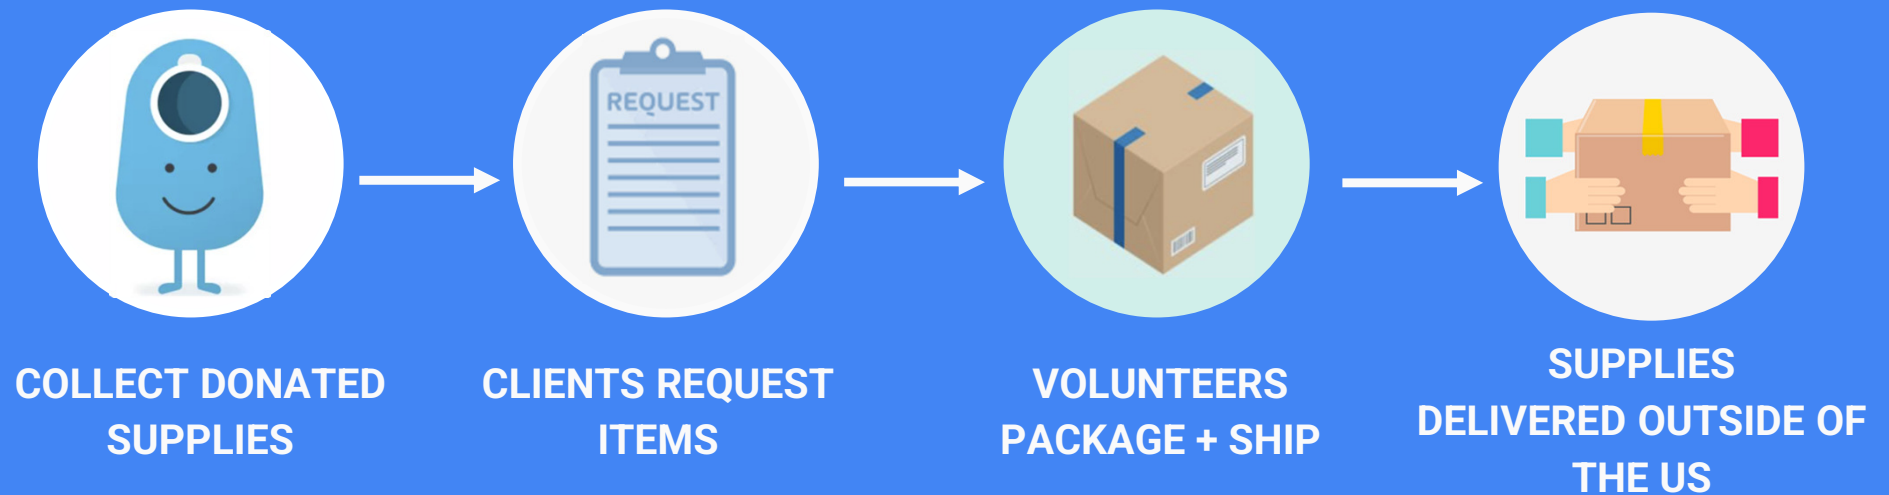 REQUEST
COLLECT DONATED
SUPPLIES
CLIENTS REQUEST
ITEMS
VOLUNTEERS
PACKAGE + SHIP
SUPPLIES
DELIVERED OUTSIDE OF
THE US